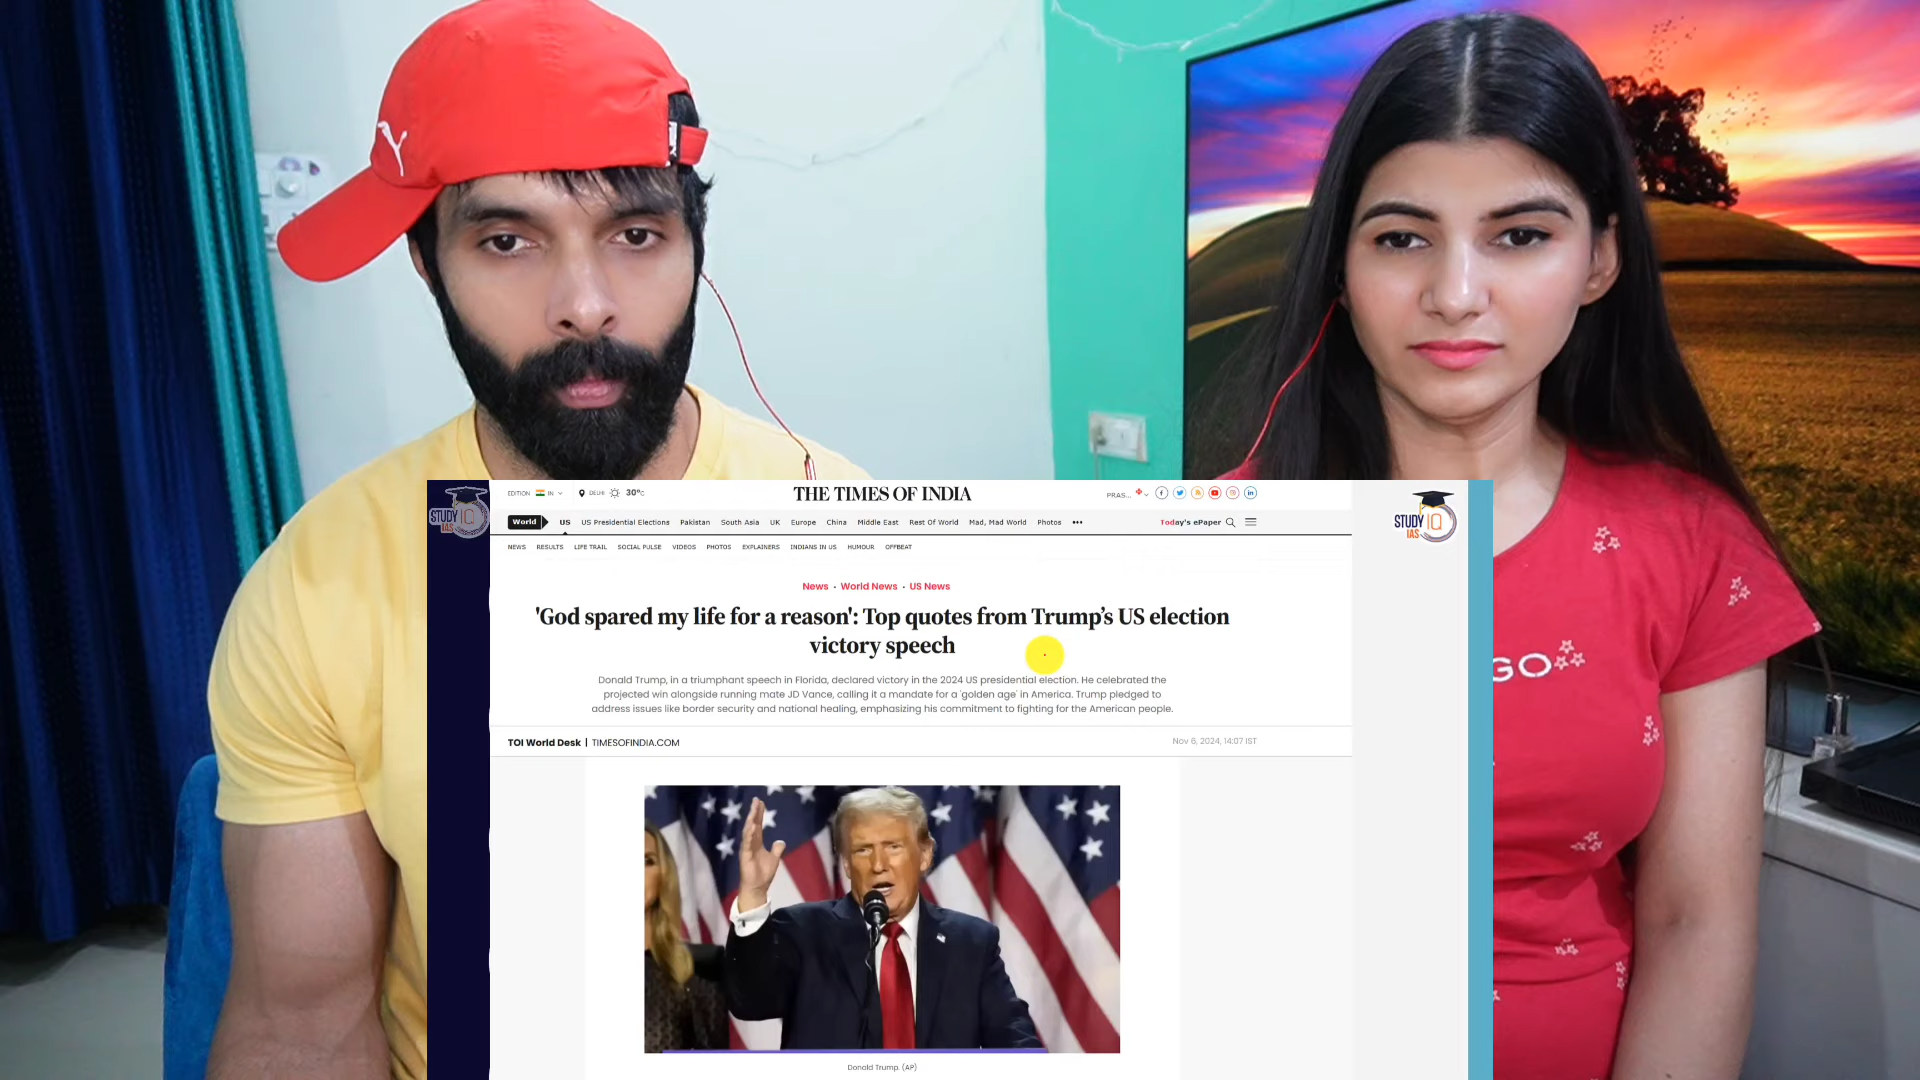 EDITION IN
DELHI 30°C
THE TIMES OF INDIA
PRAS...
World US US Presidential Elections Pakistan South Asia UK Europe China Middle East Rest Of World Mad, Mad World Photos •••
Today's ePaper
NEWS RESULTS LIFE TRAIL SOCIAL PULSE VIDEOS PHOTOS EXPLAINERS INDIANS IN US HUMOUR OFFBEAT
STUDY IQ
IAS
STUDY IQ
IAS
News • World News • US News
'God spared my life for a reason': Top quotes from Trump’s US election
victory speech
Donald Trump, in a triumphant speech in Florida, declared victory in the 2024 US presidential election. He celebrated the
projected win alongside running mate JD Vance, calling it a mandate for a 'golden age' in America. Trump pledged to
address issues like border security and national healing, emphasizing his commitment to fighting for the American people.
TOI World Desk | TIMESOFINDIA.COM
Nov 6, 2024, 14:07 IST
Donald Trump. (AP)
GO